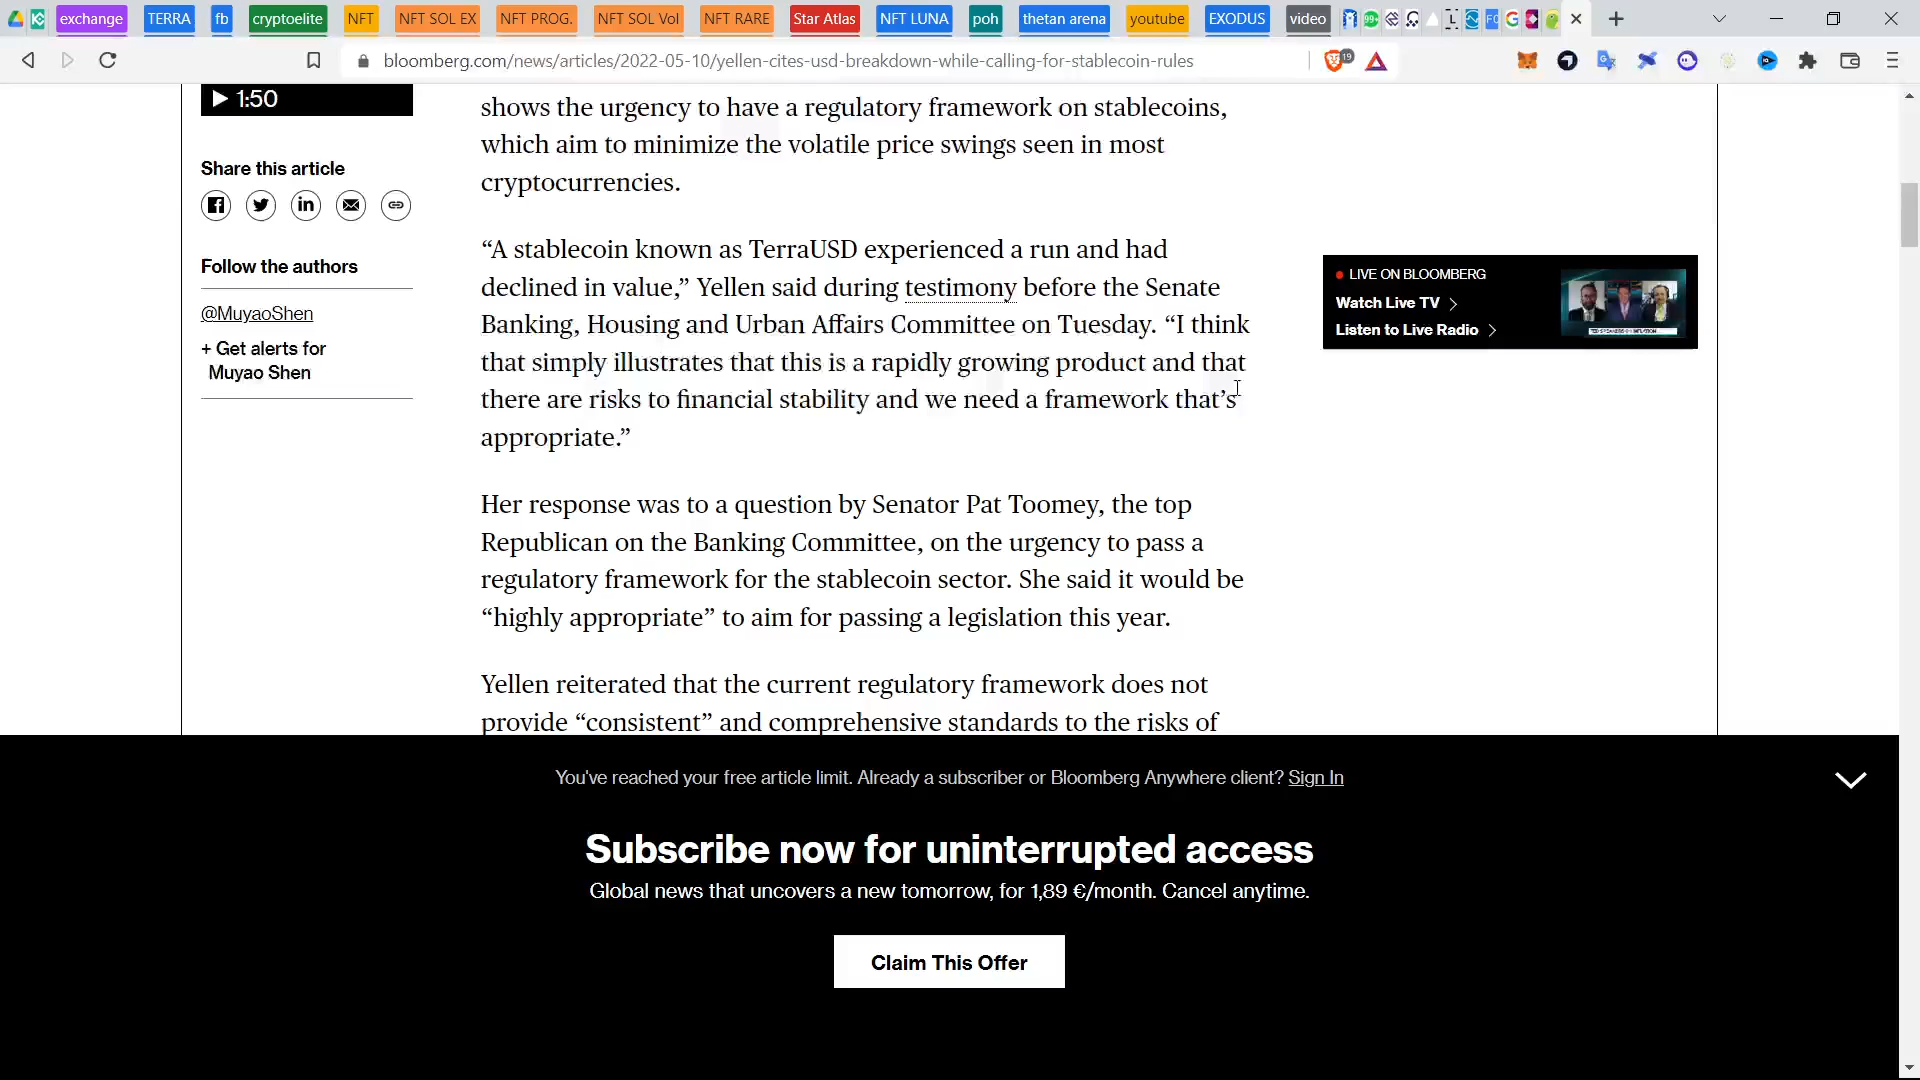 exchange
TERRA
fb
cryptoelite
NFT
NFT SOL EX
NFT PROG.
NFT SOL Vol
NFT RARE
Star Atlas
NFT LUNA
poh
thetan arena
youtube
EXODUS
video
bloomberg.com/news/articles/2022-05-10/yellen-cites-usd-breakdown-while-calling-for-stablecoin-rules
19
1:50
Share this article
Follow the authors
@MuyaoShen
+ Get alerts for
Muyao Shen
shows the urgency to have a regulatory framework on stablecoins,
which aim to minimize the volatile price swings seen in most
cryptocurrencies.
“A stablecoin known as TerraUSD experienced a run and had
declined in value,” Yellen said during testimony before the Senate
Banking, Housing and Urban Affairs Committee on Tuesday. “I think
that simply illustrates that this is a rapidly growing product and that
there are risks to financial stability and we need a framework that’s
appropriate.”
Her response was to a question by Senator Pat Toomey, the top
Republican on the Banking Committee, on the urgency to pass a
regulatory framework for the stablecoin sector. She said it would be
“highly appropriate” to aim for passing a legislation this year.
Yellen reiterated that the current regulatory framework does not
provide “consistent” and comprehensive standards to the risks of
LIVE ON BLOOMBERG
Watch Live TV
Listen to Live Radio
You've reached your free article limit. Already a subscriber or Bloomberg Anywhere client? Sign In
Subscribe now for uninterrupted access
Global news that uncovers a new tomorrow, for 1,89 €/month. Cancel anytime.
Claim This Offer